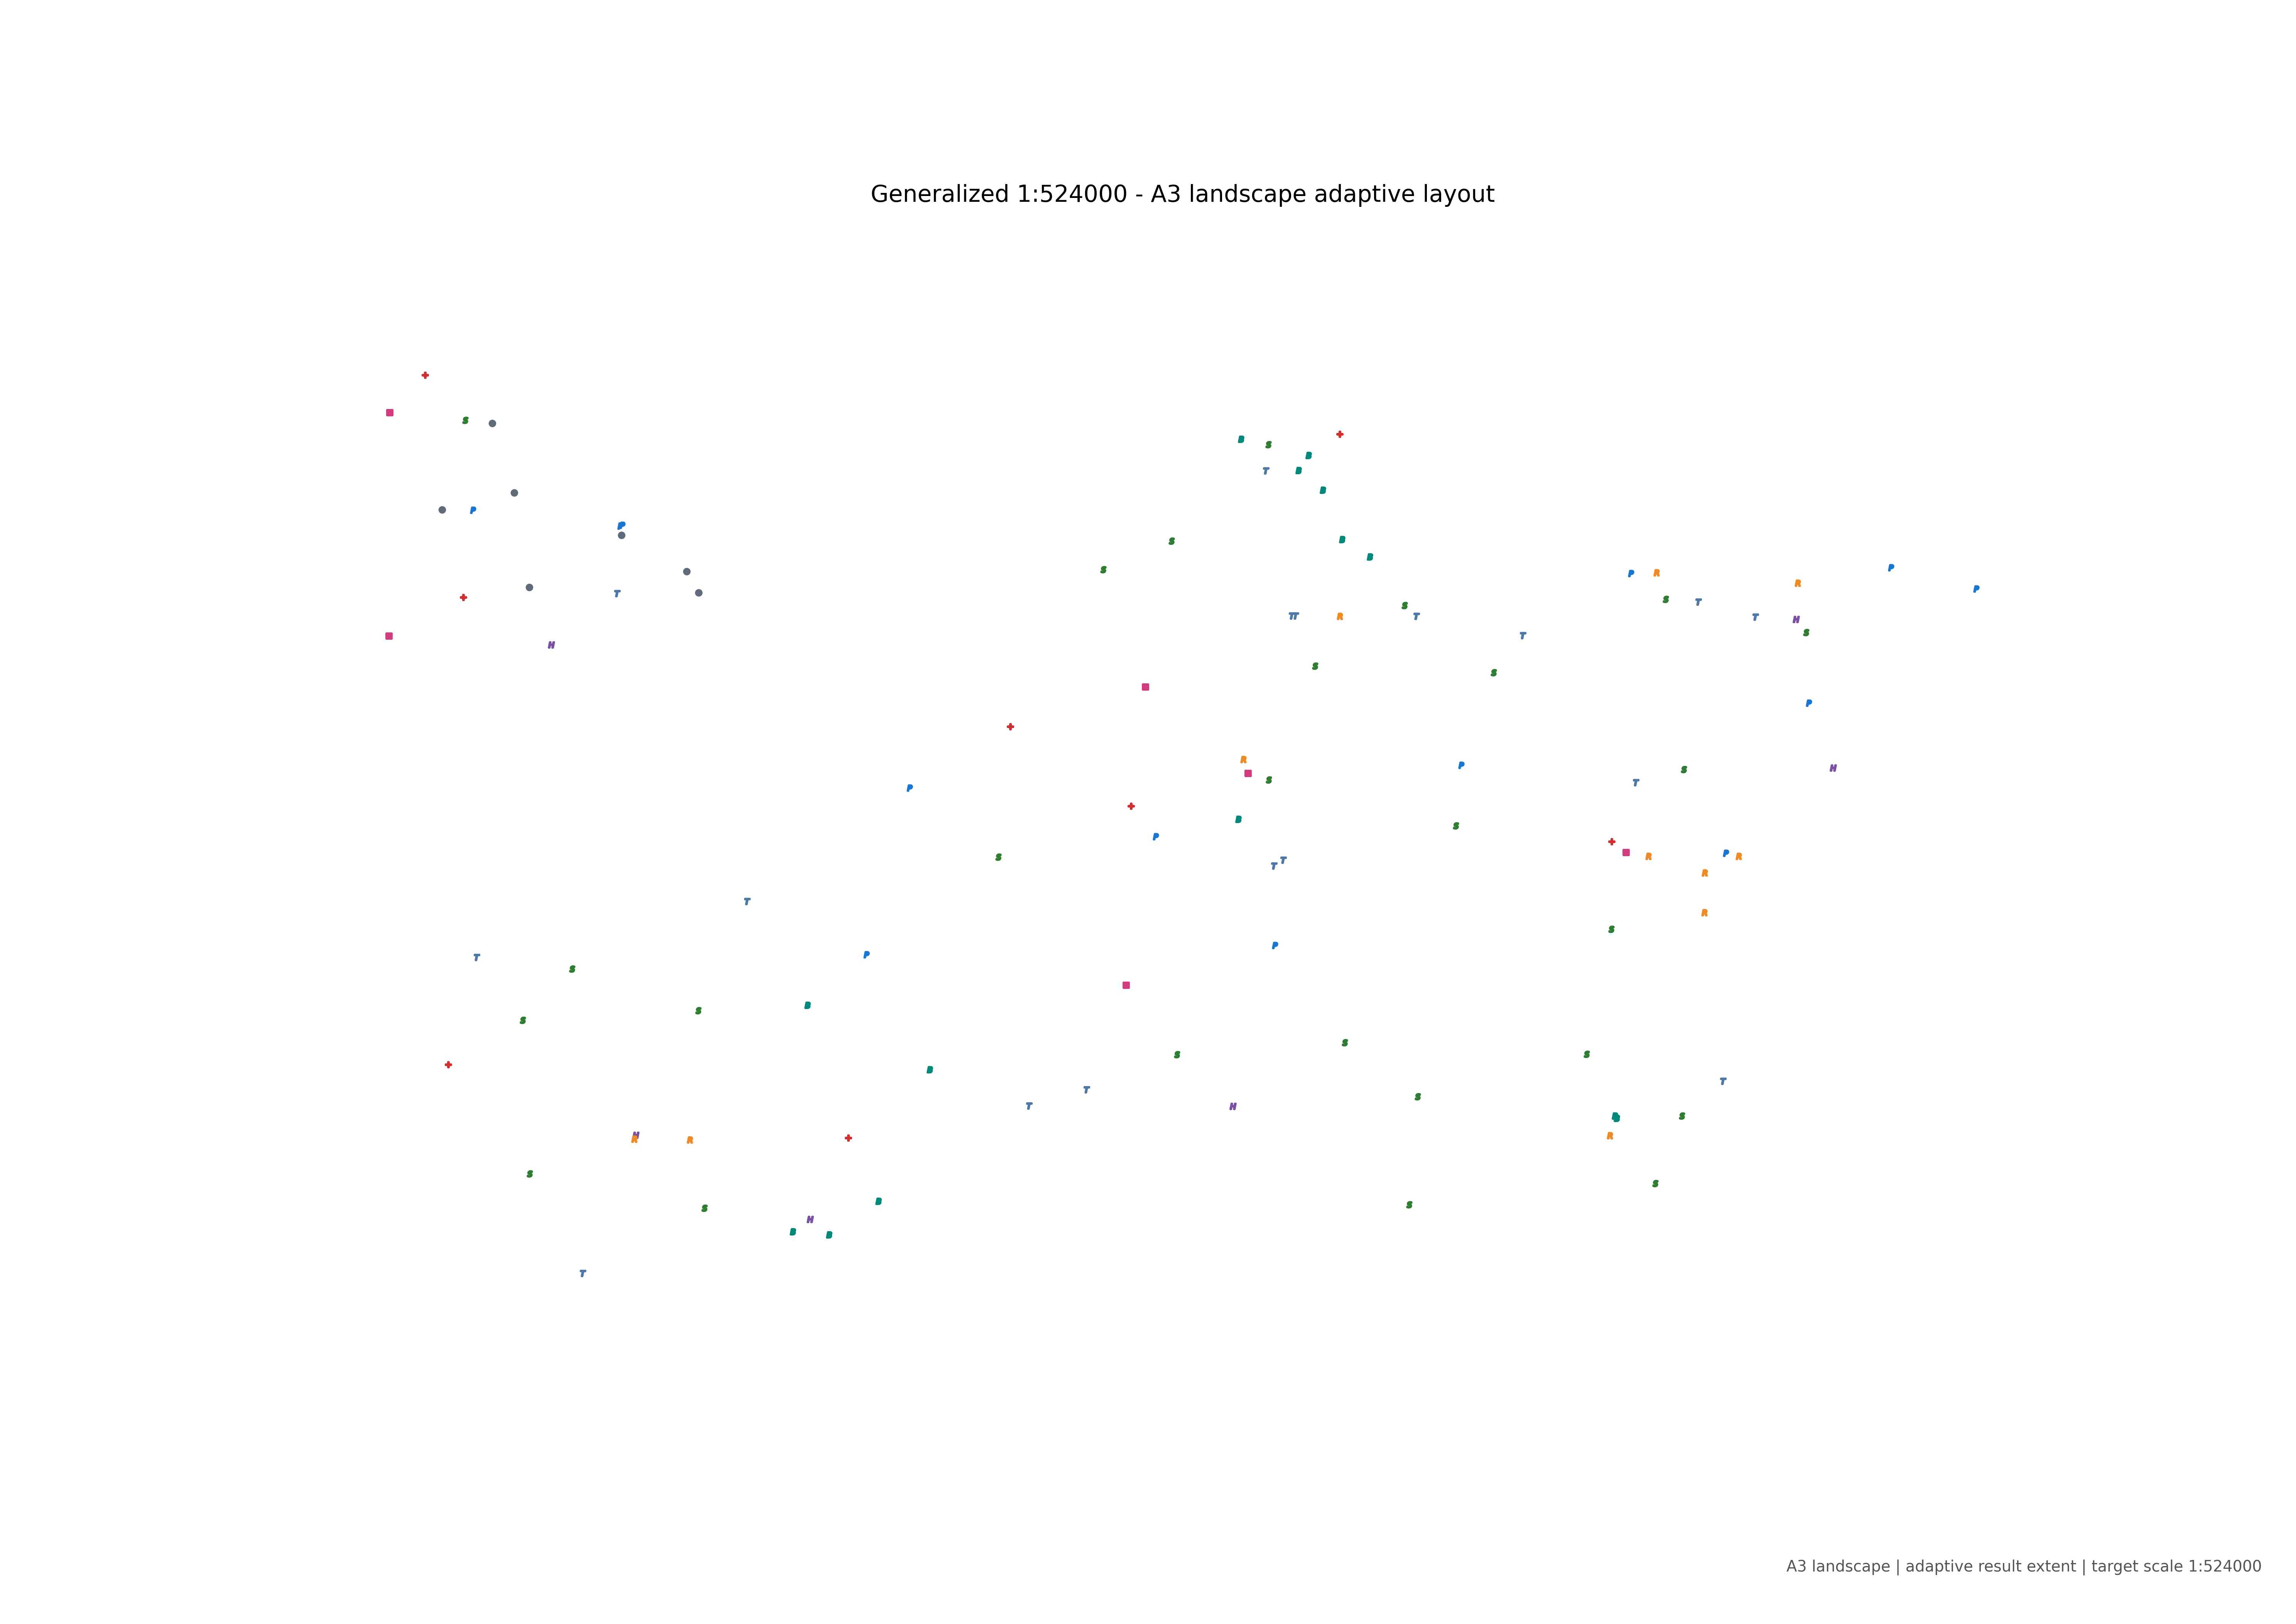 Generalized 1:524000 - A3 landscape adaptive layout
A3 landscape | adaptive result extent | target scale 1:524000